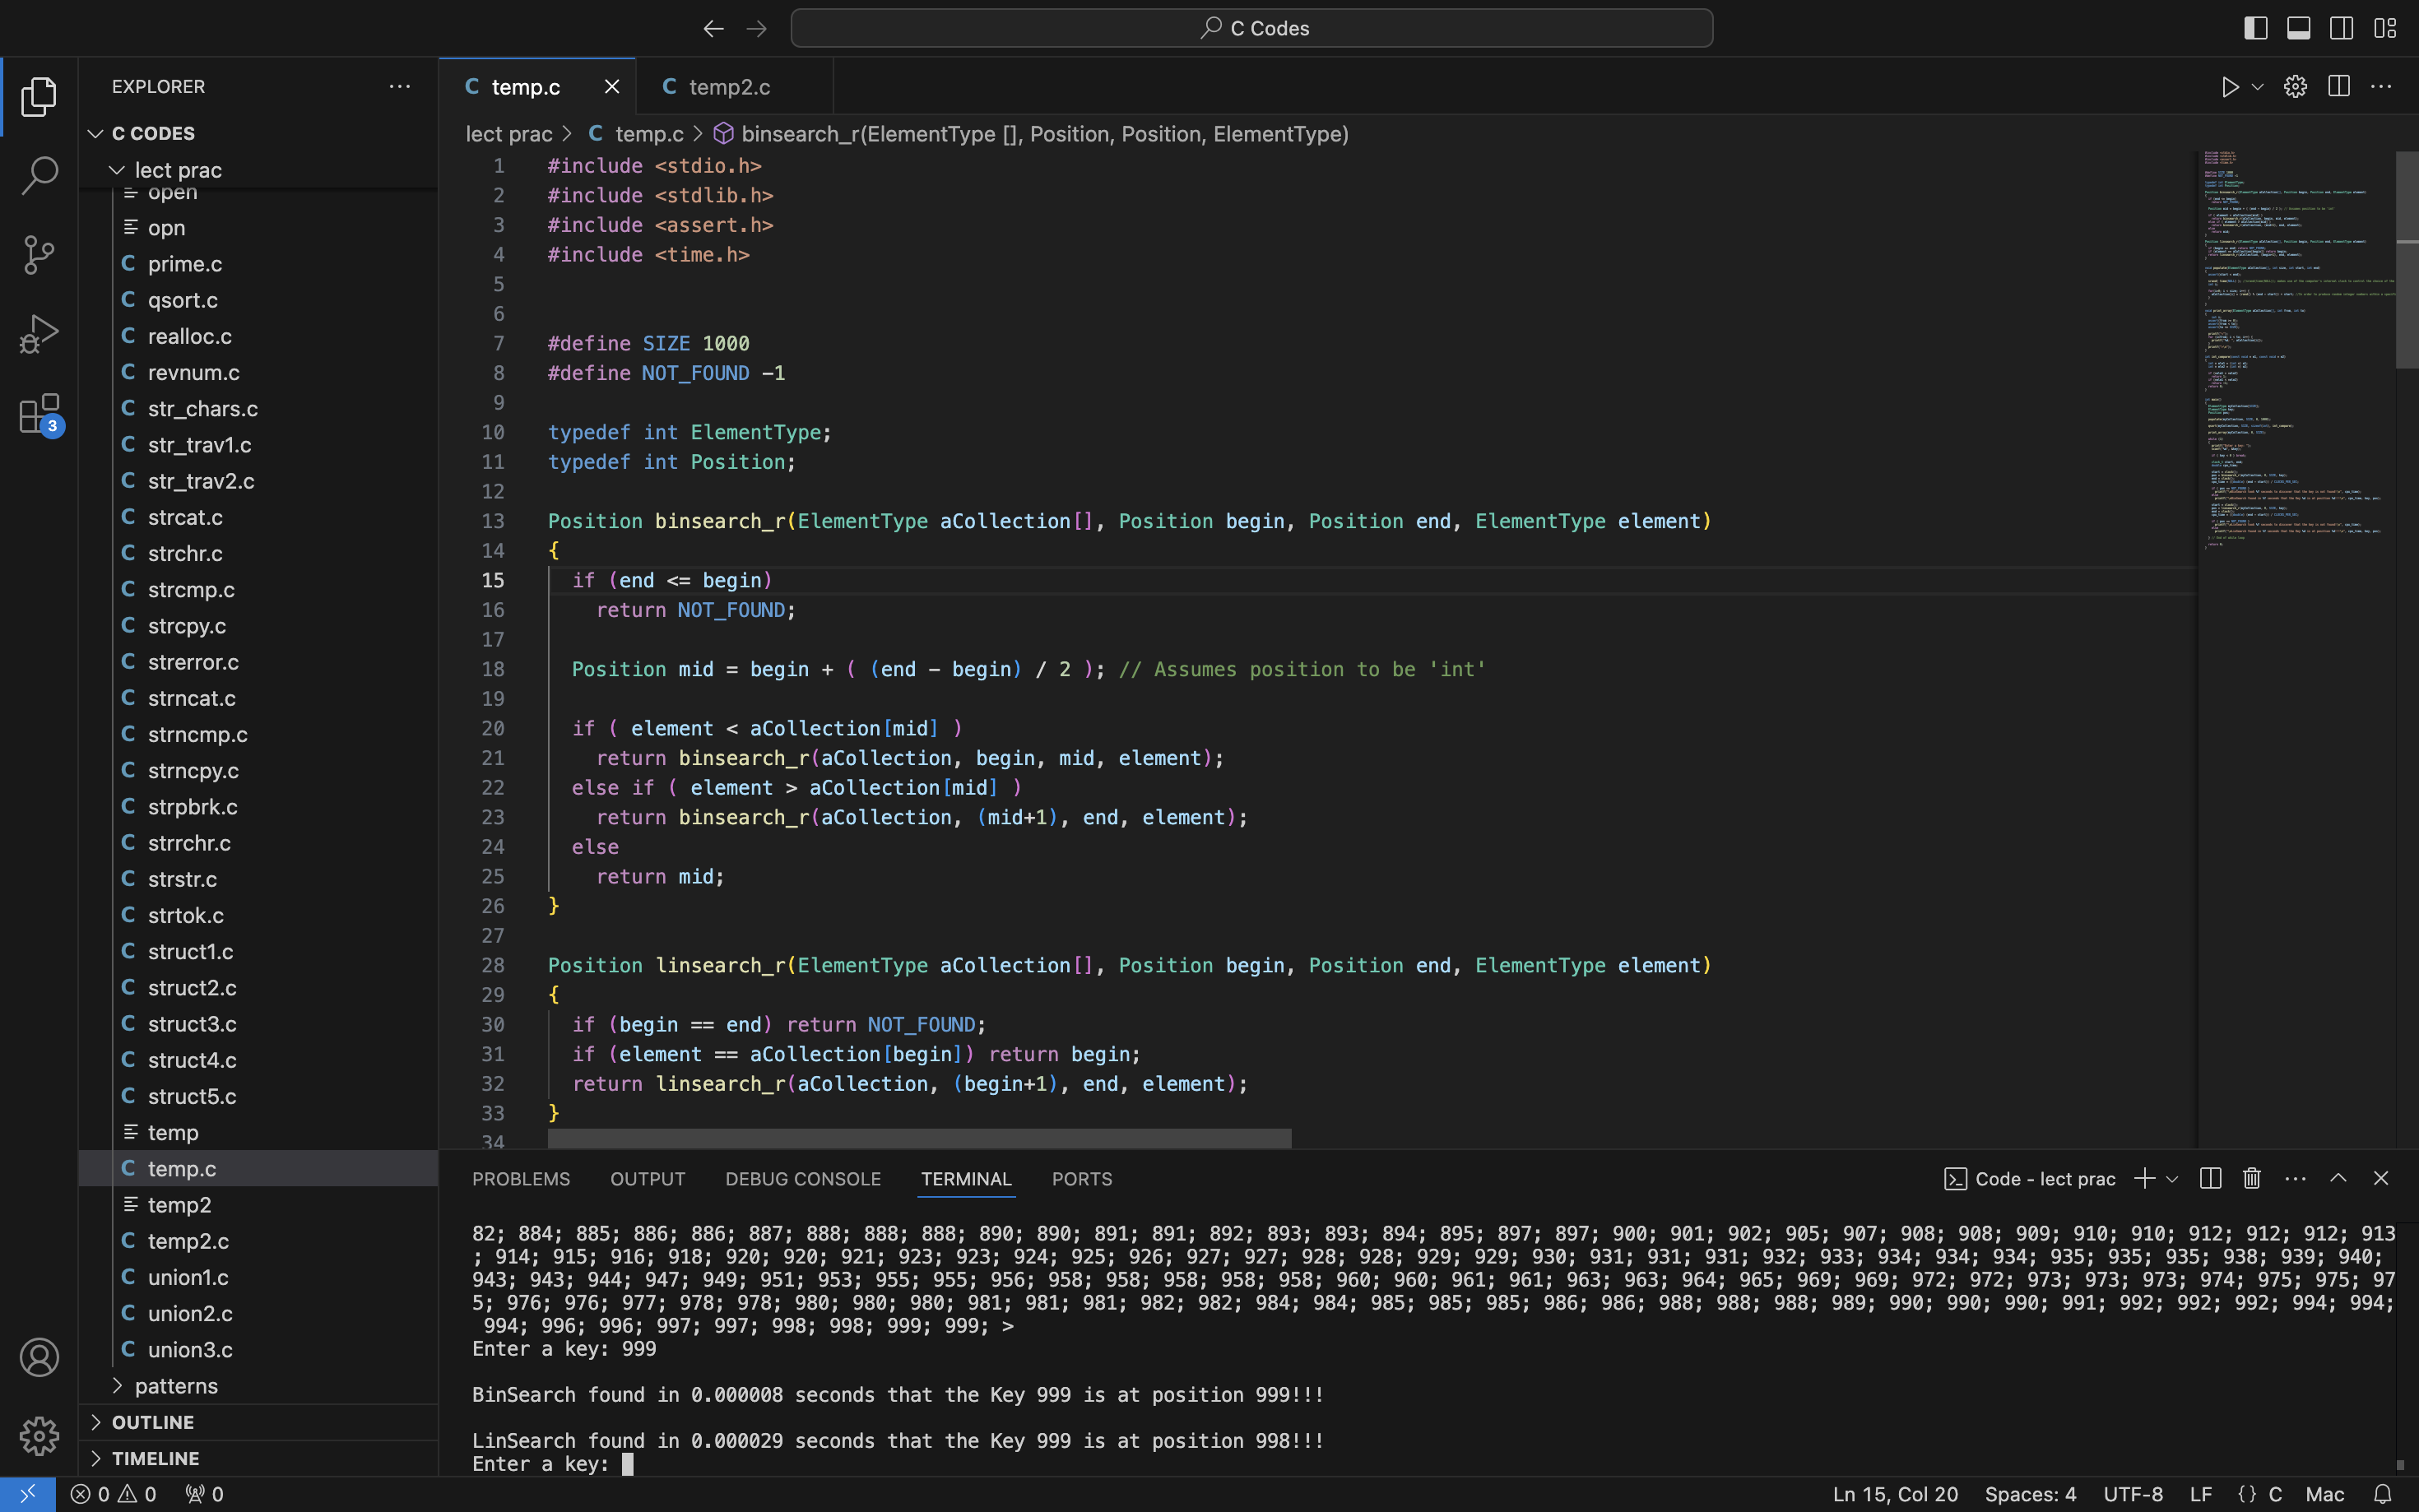 C Codes
EXPLORER
temp.c
temp2.c
C CODES
lect prac > C temp.c > binsearch_r(ElementType [], Position, Position, ElementType)
lect prac
open
opn
C prime.c
C qsort.c
C realloc.c
C revnum.c
C str_chars.c
C str_trav1.c
C str_trav2.c
C strcat.c
C strchr.c
C strcmp.c
C strcpy.c
C strerror.c
C strncat.c
C strncmp.c
C strncpy.c
C strpbrk.c
C strrchr.c
C strstr.c
C strtok.c
C struct1.c
C struct2.c
C struct3.c
C struct4.c
C struct5.c
temp
C temp.c
temp2
C temp2.c
C union1.c
C union2.c
C union3.c
patterns
OUTLINE
TIMELINE
3
1 #include <stdio.h>
2 #include <stdlib.h>
3 #include <assert.h>
4 #include <time.h>
5
6
7 #define SIZE 1000
8 #define NOT_FOUND -1
9
10 typedef int ElementType;
11 typedef int Position;
12
13 Position binsearch_r(ElementType aCollection[], Position begin, Position end, ElementType element)
14 {
15 if (end <= begin)
16 return NOT_FOUND;
17
18 Position mid = begin + ( (end - begin) / 2 ); // Assumes position to be 'int'
19
20 if ( element < aCollection[mid] )
21 return binsearch_r(aCollection, begin, mid, element);
22 else if ( element > aCollection[mid] )
23 return binsearch_r(aCollection, (mid+1), end, element);
24 else
25 return mid;
26 }
27
28 Position linsearch_r(ElementType aCollection[], Position begin, Position end, ElementType element)
29 {
30 if (begin == end) return NOT_FOUND;
31 if (element == aCollection[begin]) return begin;
32 return linsearch_r(aCollection, (begin+1), end, element);
33 }
34
PROBLEMS OUTPUT DEBUG CONSOLE TERMINAL PORTS
Code - lect prac
82; 884; 885; 886; 886; 887; 888; 888; 888; 890; 890; 891; 891; 892; 893; 893; 894; 895; 897; 897; 900; 901; 902; 905; 907; 908; 908; 909; 910; 910; 912; 912; 912; 913
; 914; 915; 916; 918; 920; 920; 921; 923; 923; 924; 925; 926; 927; 927; 928; 928; 929; 929; 930; 931; 931; 931; 932; 933; 934; 934; 934; 935; 935; 935; 938; 939; 940;
943; 943; 944; 947; 949; 951; 953; 955; 955; 956; 958; 958; 958; 958; 958; 960; 960; 961; 961; 963; 963; 964; 965; 969; 969; 972; 972; 973; 973; 973; 974; 975; 975; 97
5; 976; 976; 977; 978; 978; 980; 980; 980; 981; 981; 981; 982; 982; 984; 984; 985; 985; 985; 986; 986; 988; 988; 988; 989; 990; 990; 990; 991; 992; 992; 992; 994; 994;
994; 996; 996; 997; 997; 998; 998; 999; 999; >
Enter a key: 999
BinSearch found in 0.000008 seconds that the Key 999 is at position 999!!!
LinSearch found in 0.000029 seconds that the Key 999 is at position 998!!!
Enter a key:
0 0 0
Ln 15, Col 20 Spaces: 4 UTF-8 LF {} C Mac